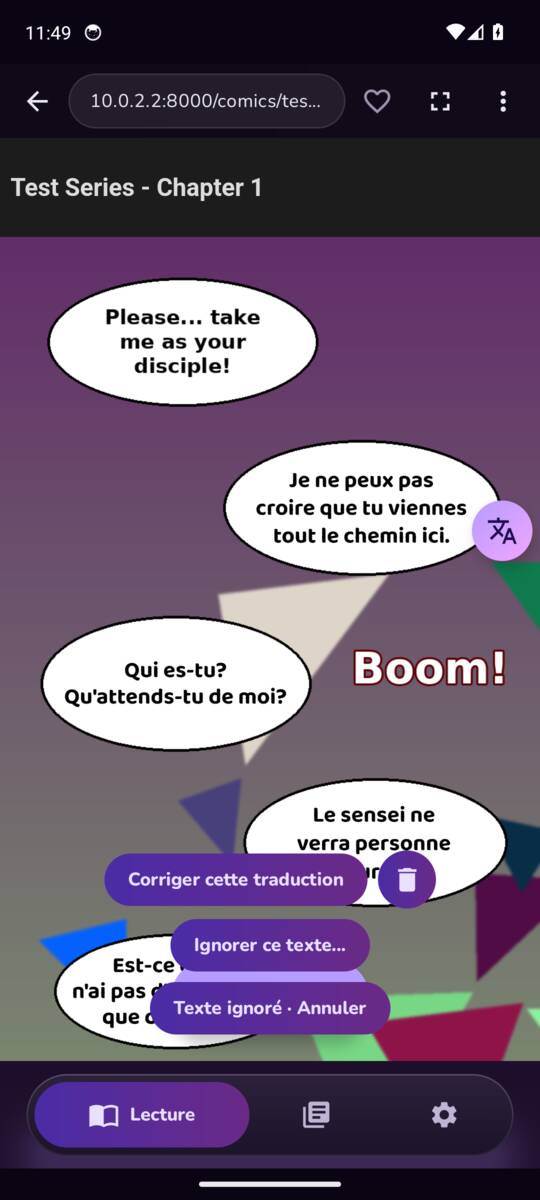 11:49
10.0.2.2:8000/comics/tes...
Test Series - Chapter 1
Please... take
me as your
disciple!
Je ne peux pas
croire que tu viennes
tout le chemin ici.
Qui es-tu?
Qu'attends-tu de moi?
Boom!
Le sensei ne
verra personne
Corriger cette traduction
Ignorer ce texte...
Est-ce
n'ai pas
que
Texte ignoré · Annuler
Lecture